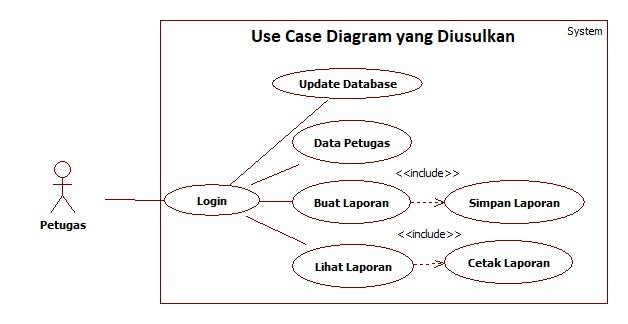 Use Case Diagram yang Diusulkan
System
Update Database
Data Petugas
<<include>>
Petugas
Login
Buat Laporan
Simpan Laporan
<<include>>
Lihat Laporan
Cetak Laporan